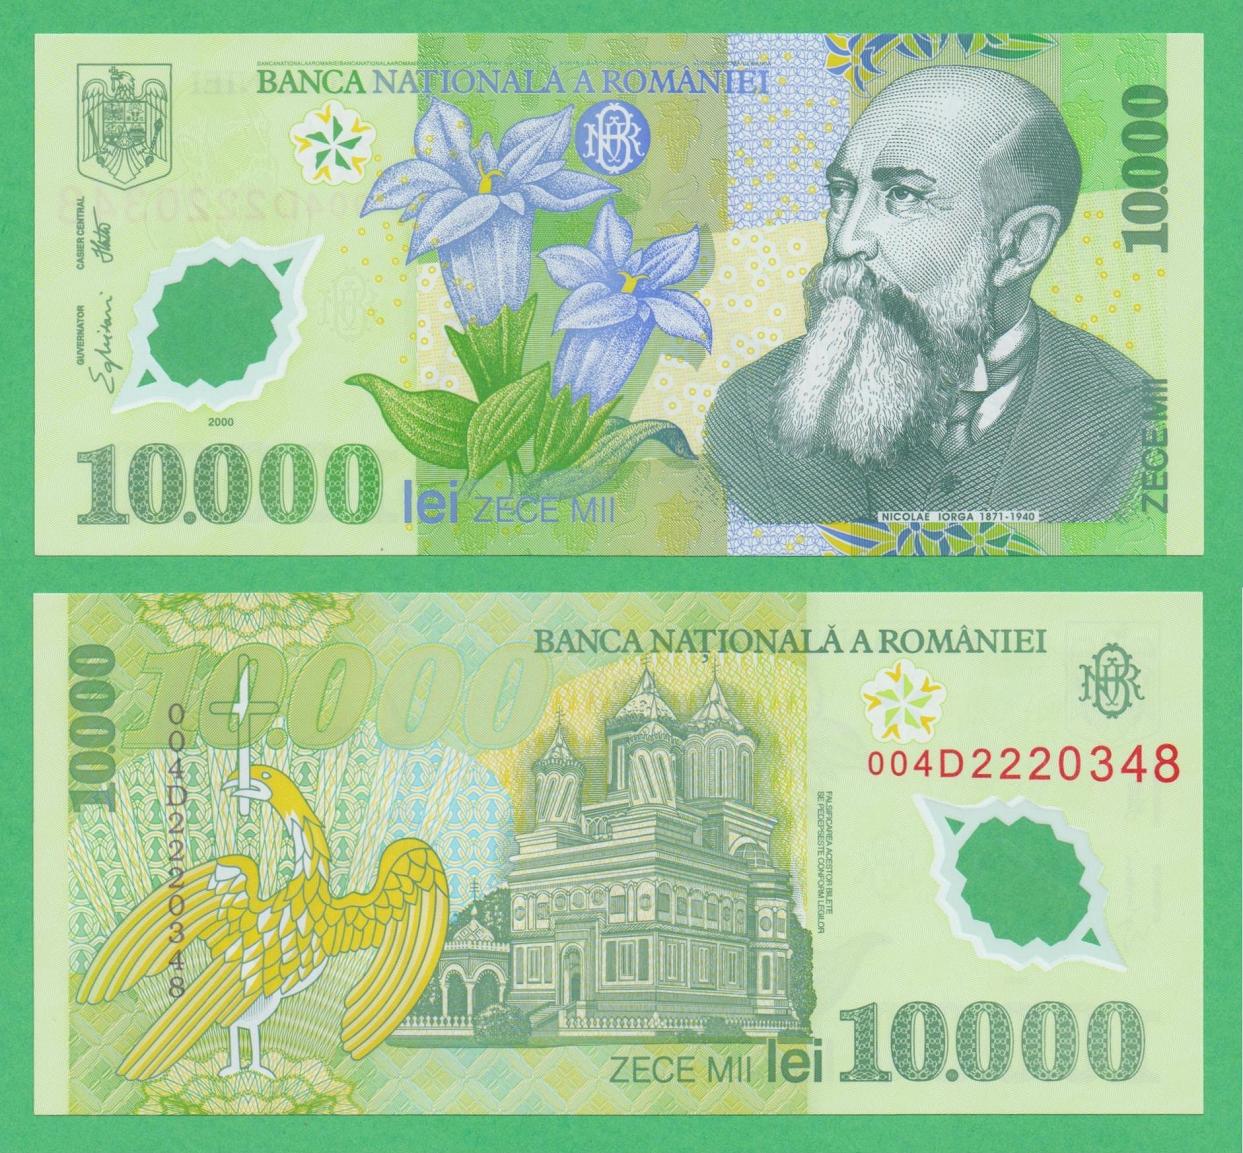 BANCA NAȚIONALĂ A ROMÂNIEI
10.000
CASIER CENTRAL
GUVERNATOR
2000
10.000 lei ZECE MII
ZECE MII
NICOLAE IORGA 1871-1940
BANCA NAȚIONALĂ A ROMÂNIEI
10.000
10.000
004D2220348
004D2220348
FALSIFICAREA ACESTOR BILETE
SE PEDEPSEȘTE CONFORM LEGILOR
ZECE MII lei 10.000